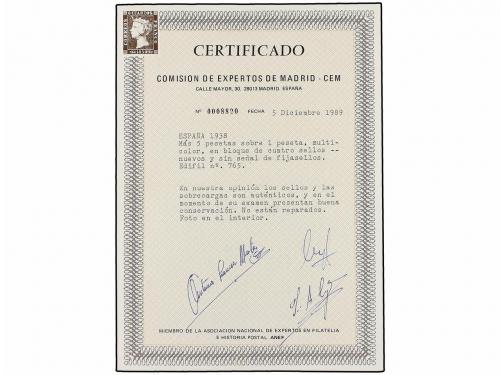 CERTIFICADO
COMISION DE EXPERTOS DE MADRID - CEM
CALLE MAYOR, 30. 28013 MADRID. ESPAÑA
Nº 0008820 FECHA 5 Diciembre 1989
ESPAÑA 1938
Más 5 pesetas sobre 1 peseta, multi-
color, en bloque de cuatro sellos --
nuevos y sin señal de fijasellos.
Edifil nº. 765.
En nuestra opinión los sellos y las
sobrecargas son auténticos, y en el
momento de su examen presentan buena
conservación. No están reparados.
Foto en el interior.
MIEMBRO DE LA ASOCIACION NACIONAL DE EXPERTOS EN FILATELIA
E HISTORIA POSTAL ANEF